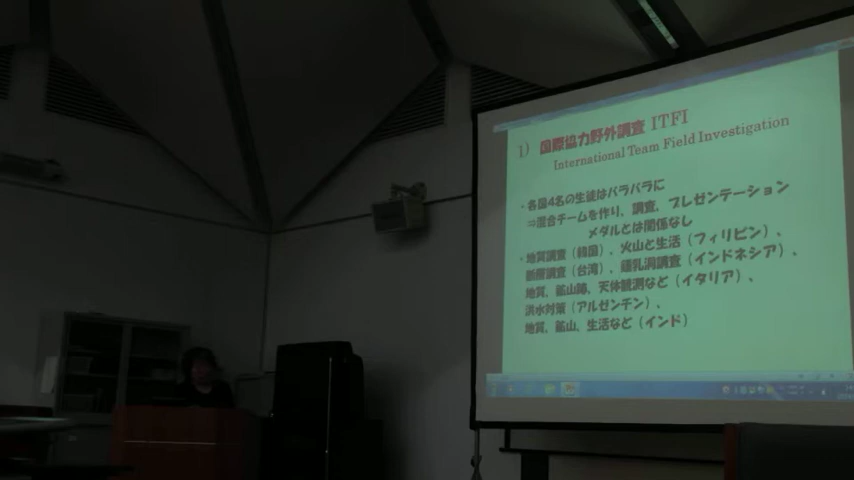 1) 国際協力野外調査 ITFI
International Team Field Investigation
・各国4名の生徒はバラバラに
⇒混合チームを作り、調査、プレゼンテーション
メダルとは関係なし
・地質調査（韓国）、火山と生活（フィリピン）、
断層調査（台湾）、鍾乳洞調査（インドネシア）、
地質、鉱山跡、天体観測など（イタリア）、
洪水対策（アルゼンチン）、
地質、鉱山、生活など（インド）